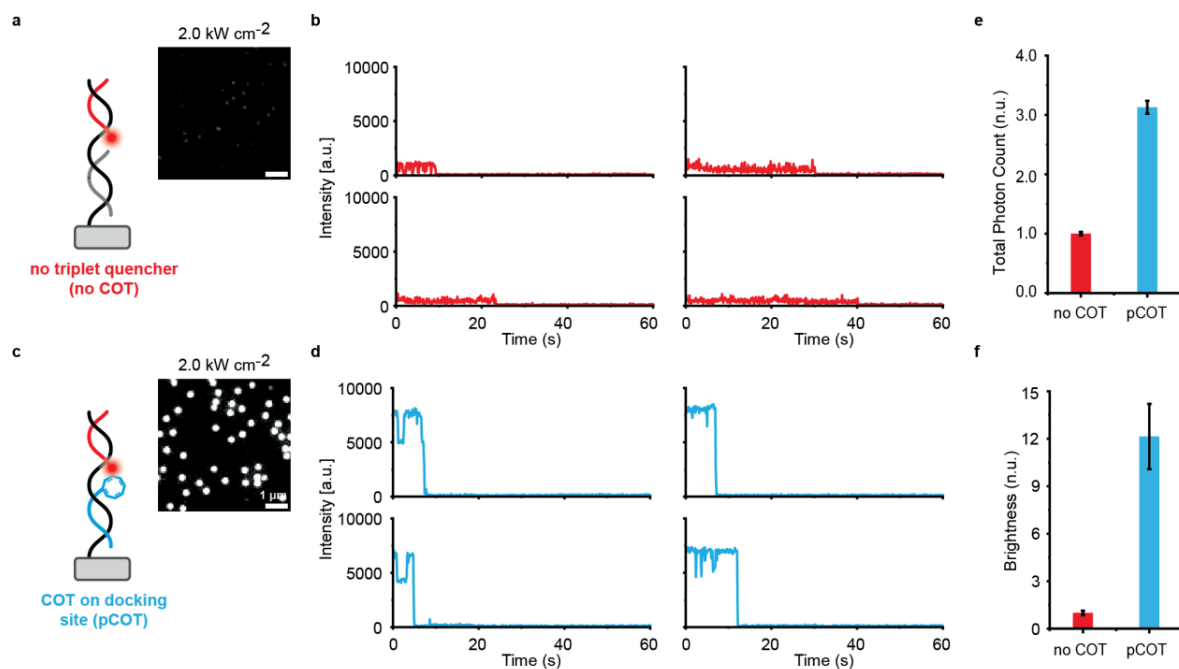 a
2.0 kW cm⁻²
no triplet quencher
(no COT)
b
Intensity [a.u.]
10000
5000
0
10000
5000
0
0 20 40 60
Time (s)
0 20 40 60
Time (s)
e
Total Photon Count (n.u.)
4.0
3.0
2.0
1.0
0.0
no COT pCOT
c
2.0 kW cm⁻²
1 µm
COT on docking
site (pCOT)
d
Intensity [a.u.]
10000
5000
0
10000
5000
0
0 20 40 60
Time (s)
0 20 40 60
Time (s)
f
Brightness (n.u.)
15
12
9
6
3
0
no COT pCOT